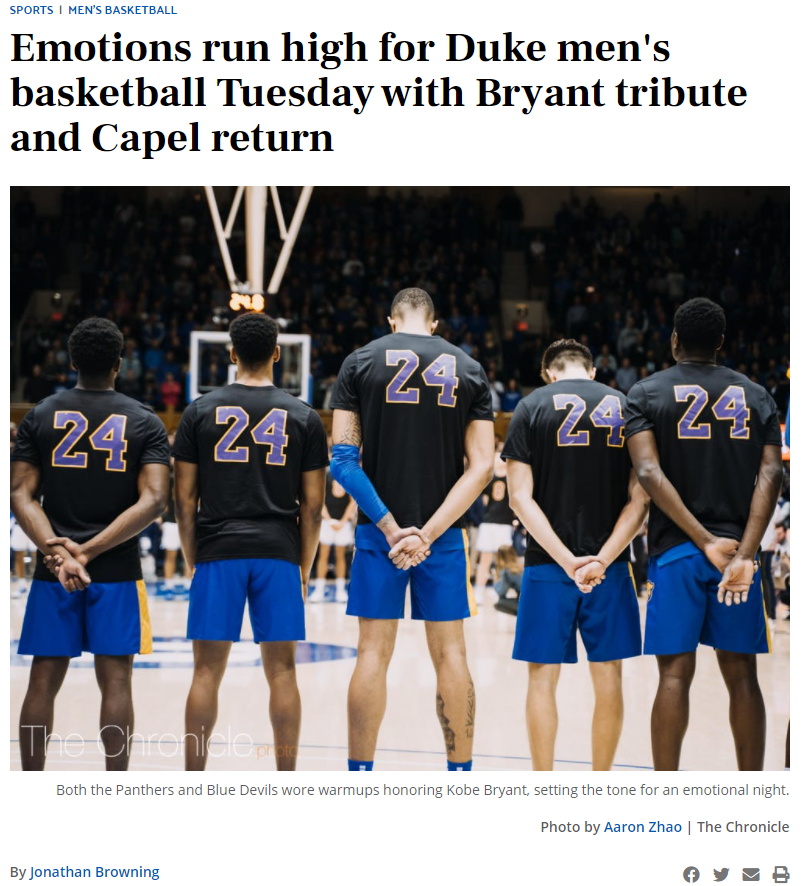 SPORTS | MEN'S BASKETBALL
Emotions run high for Duke men's
basketball Tuesday with Bryant tribute
and Capel return
24 24 24 24 24
The Chronicle photo
Both the Panthers and Blue Devils wore warmups honoring Kobe Bryant, setting the tone for an emotional night.
Photo by Aaron Zhao | The Chronicle
By Jonathan Browning